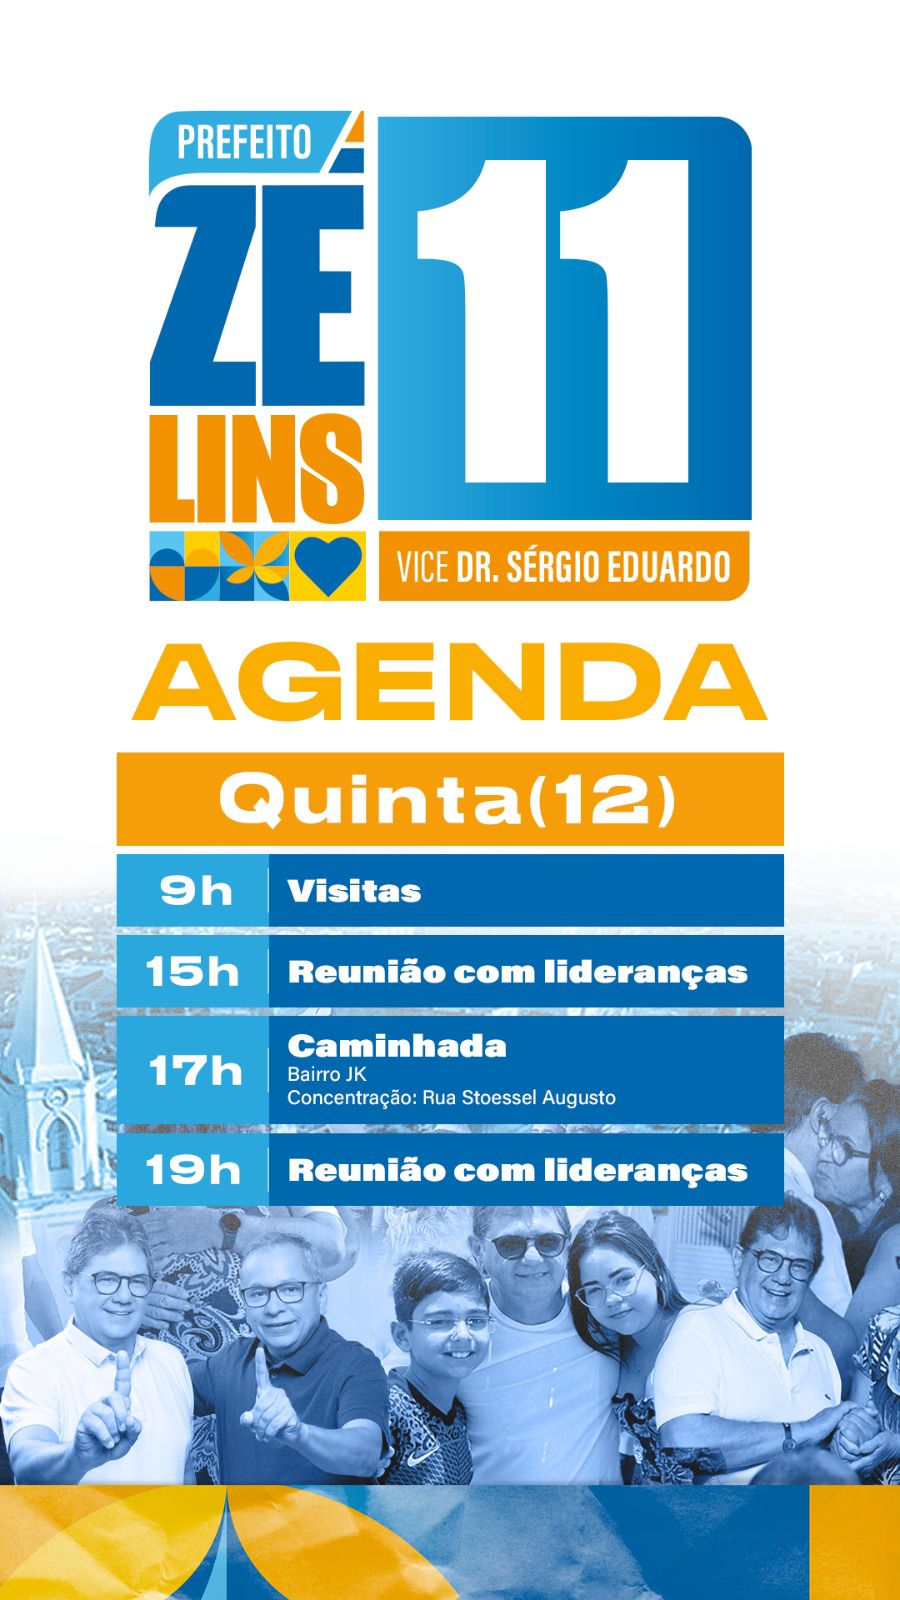 PREFEITO
ZÉ
LINS
11
VICE DR. SÉRGIO EDUARDO
AGENDA
Quinta(12)
9h Visitas
15h Reunião com lideranças
17h Caminhada
Bairro JK
Concentração: Rua Stoessel Augusto
19h Reunião com lideranças